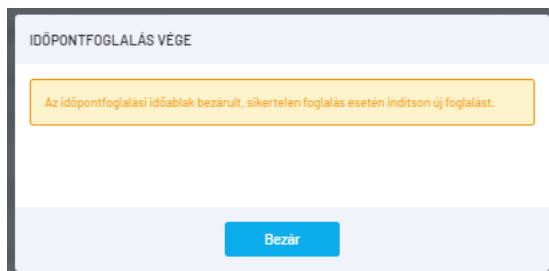 IDŐPONTFOGLALÁS VÉGE
Az időpontfoglalási időablak bezárult, sikertelen foglalás esetén indítson új foglalást.
Bezár